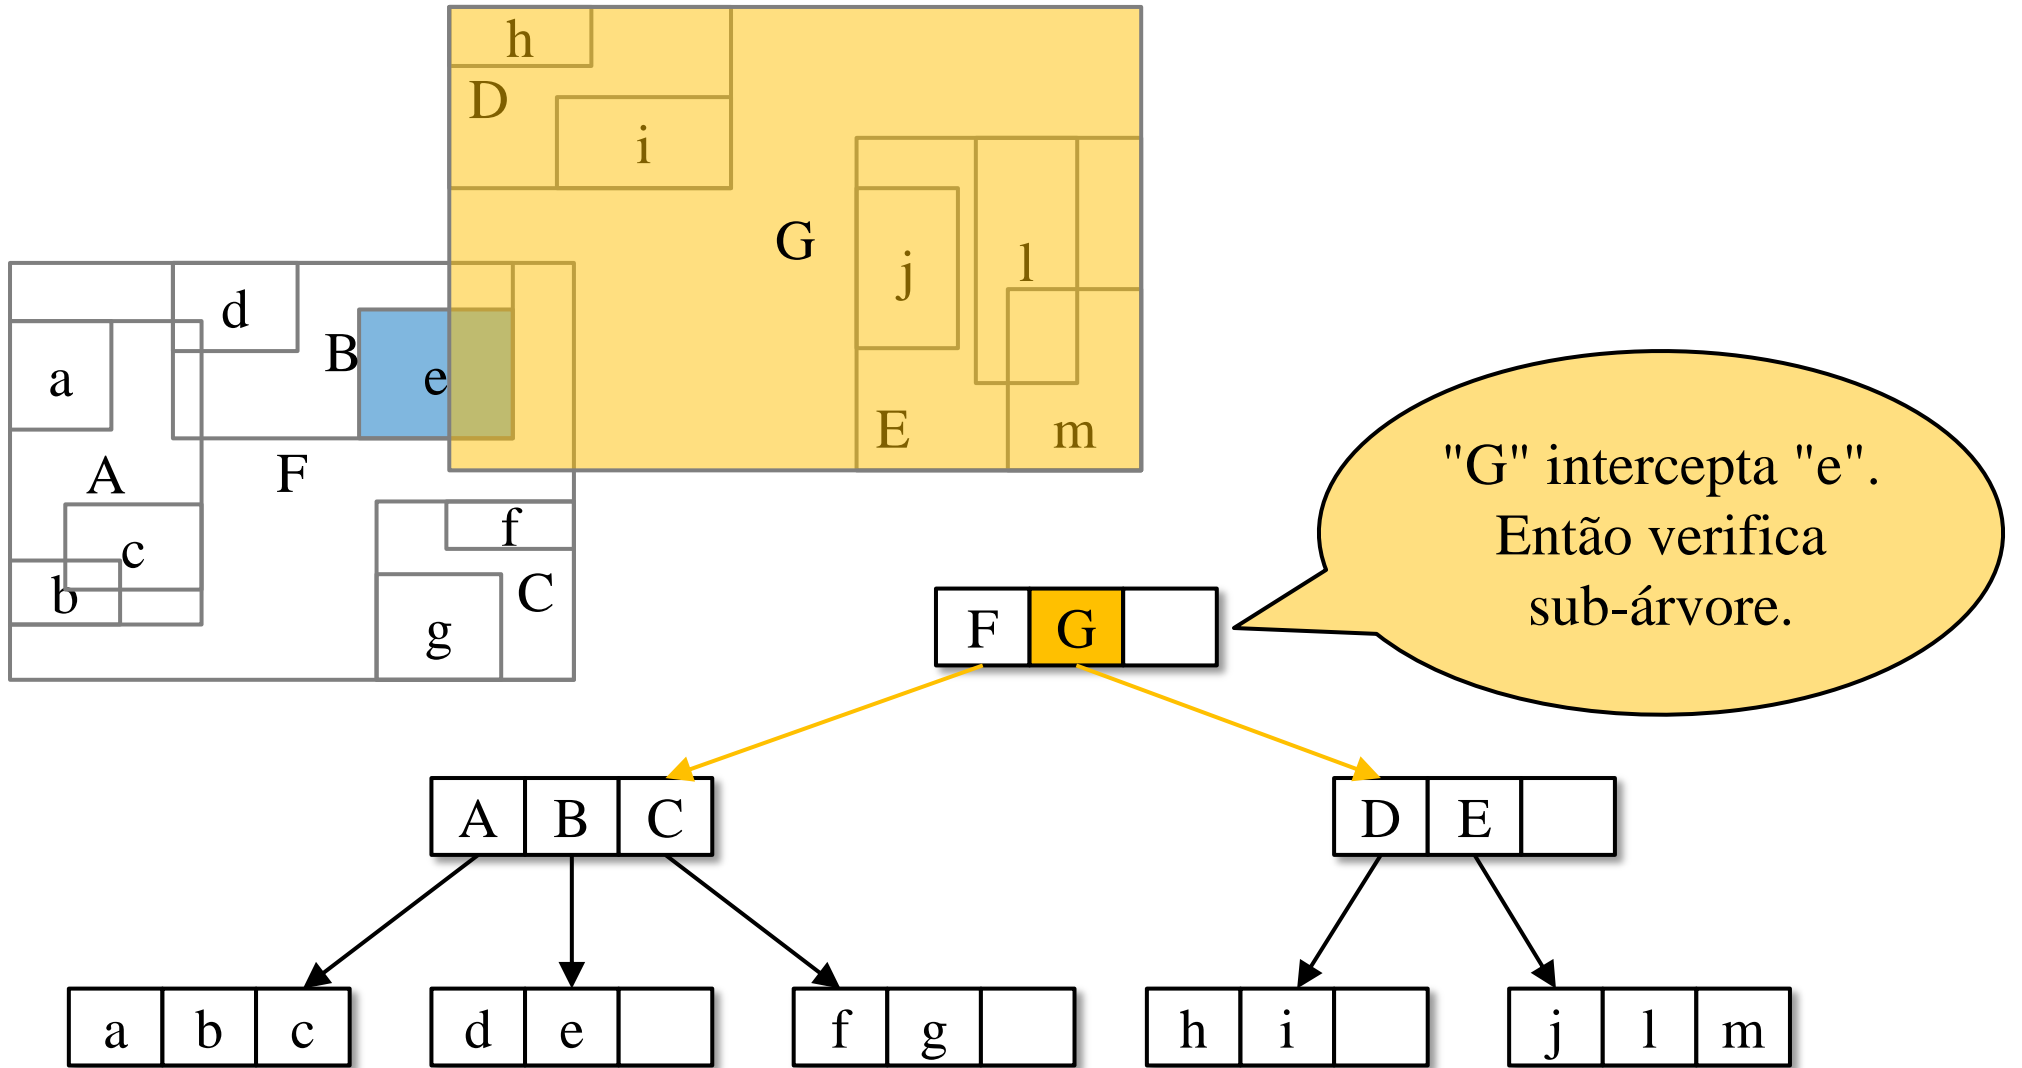 h
D
i
G
j
l
E
m
d
B
e
a
A
F
c
b
f
C
g
"G" intercepta "e".
Então verifica
sub-árvore.
F G
A B C
D E
a b c
d e
f g
h i
j l m